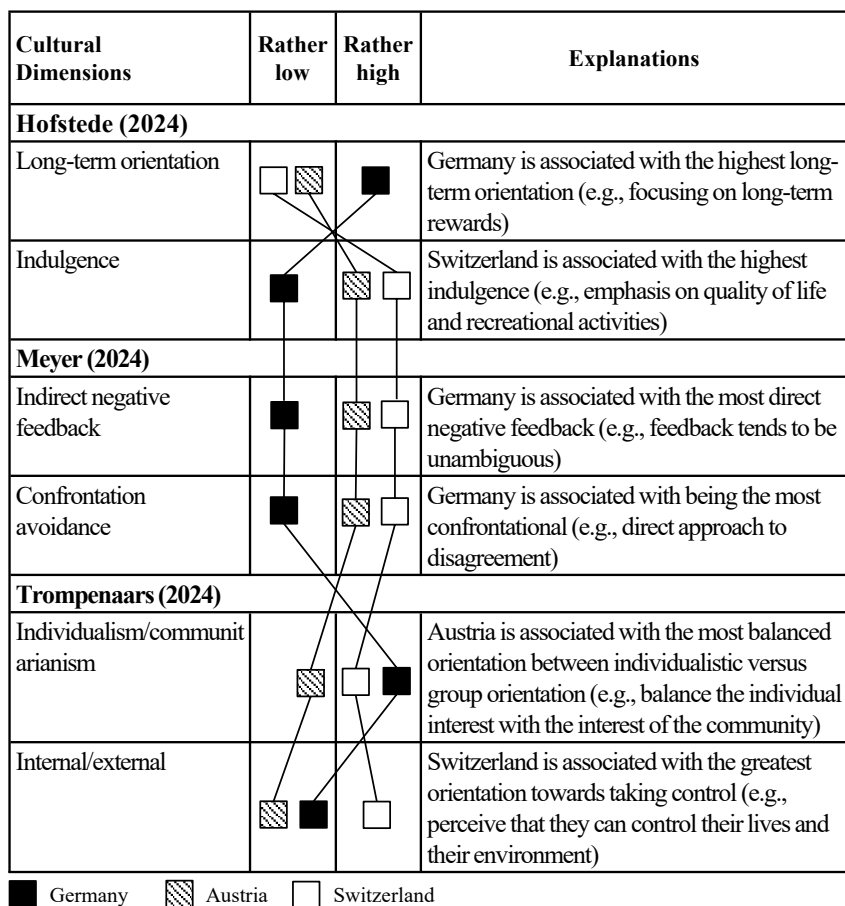 Cultural Dimensions
Rather low
Rather high
Explanations
Hofstede (2024)
Long-term orientation
Germany is associated with the highest long-
term orientation (e.g., focusing on long-term
rewards)
Indulgence
Switzerland is associated with the highest
indulgence (e.g., emphasis on quality of life
and recreational activities)
Meyer (2024)
Indirect negative
feedback
Germany is associated with the most direct
negative feedback (e.g., feedback tends to be
unambiguous)
Confrontation
avoidance
Germany is associated with being the most
confrontational (e.g., direct approach to
disagreement)
Trompenaars (2024)
Individualism/communit
arianism
Austria is associated with the most balanced
orientation between individualistic versus
group orientation (e.g., balance the individual
interest with the interest of the community)
Internal/external
Switzerland is associated with the greatest
orientation towards taking control (e.g.,
perceive that they can control their lives and
their environment)
Germany Austria Switzerland